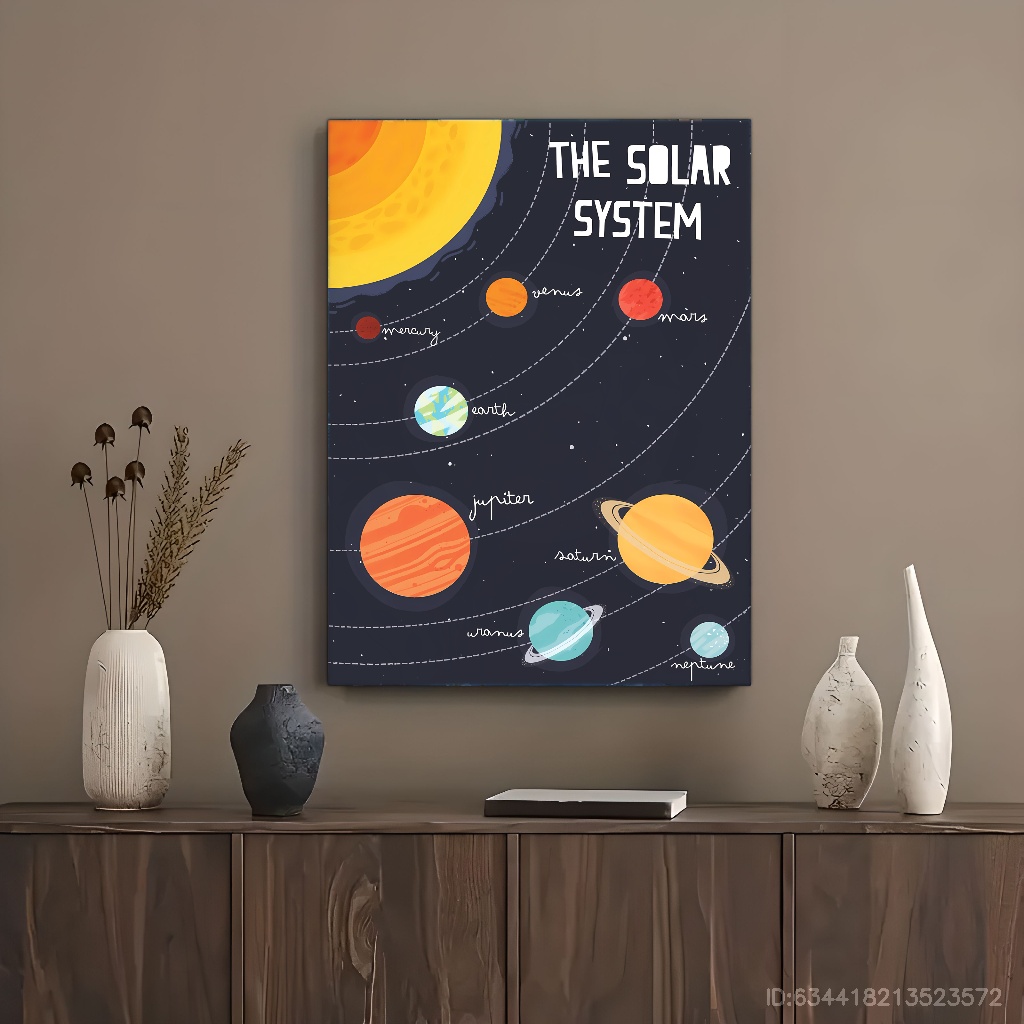 THE SOLAR
SYSTEM
venus
mars
mercury
earth
jupiter
saturn
uranus
neptune
ID:634418213523572